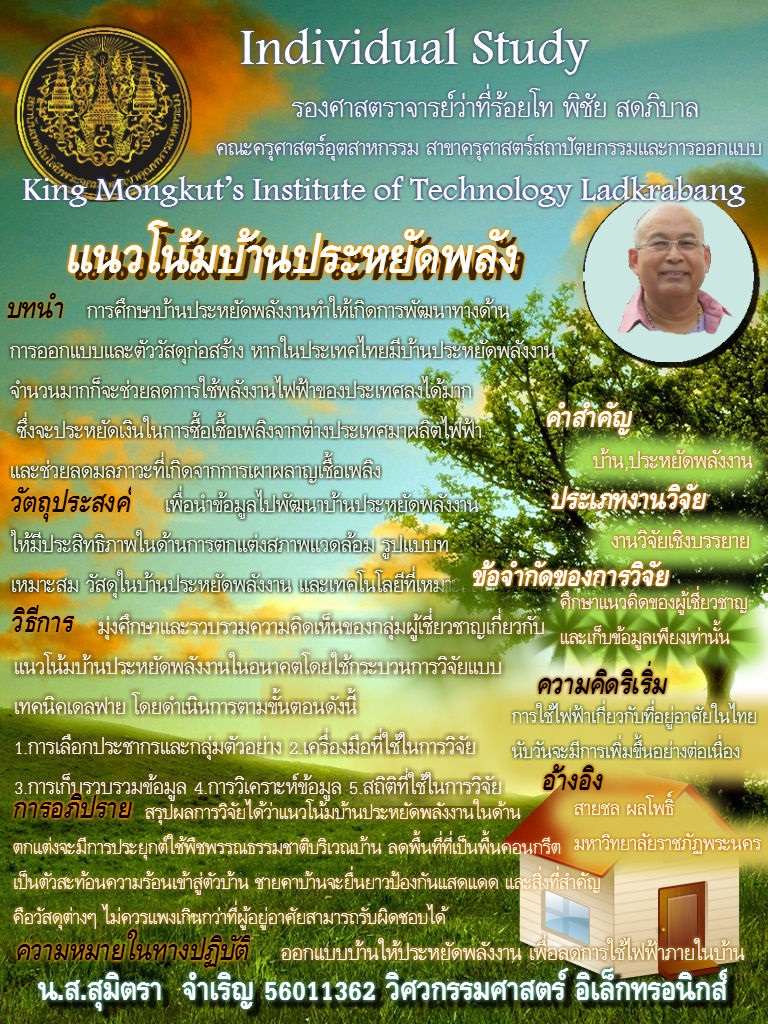 Individual Study
รองศาสตราจารย์ว่าที่ร้อยโท พิชัย สดภิบาล
คณะครุศาสตร์อุตสาหกรรม สาขาครุศาสตร์สถาปัตยกรรมและการออกแบบ
King Mongkut's Institute of Technology Ladkrabang
แนวโน้มบ้านประหยัดพลัง
บทนำ การศึกษาบ้านประหยัดพลังงานทำให้เกิดการพัฒนาทางด้าน
การออกแบบและตัววัสดุก่อสร้าง หากในประเทศไทยมีบ้านประหยัดพลังงาน
จำนวนมากก็จะช่วยลดการใช้พลังงานไฟฟ้าของประเทศลงได้มาก
ซึ่งจะประหยัดเงินในการซื้อเชื้อเพลิงจากต่างประเทศมาผลิตไฟฟ้า
และช่วยลดมลภาวะที่เกิดจากการเผาผลาญเชื้อเพลิง
วัตถุประสงค์ เพื่อนำข้อมูลไปพัฒนาบ้านประหยัดพลังงาน
ให้มีประสิทธิภาพในด้านการตกแต่งสภาพแวดล้อม รูปแบบท
เหมาะสม วัสดุในบ้านประหยัดพลังงาน และเทคโนโลยีที่เหมาะ
วิธีการ มุ่งศึกษาและรวบรวมความคิดเห็นของกลุ่มผู้เชี่ยวชาญเกี่ยวกับ
แนวโน้มบ้านประหยัดพลังงานในอนาคตโดยใช้กระบวนการวิจัยแบบ
เทคนิคเดลฟาย โดยดำเนินการตามขั้นตอนดังนี้
1.การเลือกประชากรและกลุ่มตัวอย่าง 2.เครื่องมือที่ใช้ในการวิจัย
3.การเก็บรวบรวมข้อมูล 4.การวิเคราะห์ข้อมูล 5.สถิติที่ใช้ในการวิจัย
การอภิปราย สรุปผลการวิจัยได้ว่าแนวโน้มบ้านประหยัดพลังงานในด้าน
ตกแต่งจะมีการประยุกต์ใช้พืชพรรณธรรมชาติบริเวณบ้าน ลดพื้นที่ที่เป็นพื้นคอนกรีต
เป็นตัวสะท้อนความร้อนเข้าสู่ตัวบ้าน ชายคาบ้านจะยื่นยาวป้องกันแสดแดด และสิ่งที่สำคัญ
คือวัสดุต่างๆ ไม่ควรแพงเกินกว่าที่ผู้อยู่อาศัยสามารถรับผิดชอบได้
ความหมายในทางปฏิบัติ ออกแบบบ้านให้ประหยัดพลังงาน เพื่อลดการใช้ไฟฟ้าภายในบ้าน
คำสำคัญ
บ้าน,ประหยัดพลังงาน
ประเภทงานวิจัย
งานวิจัยเชิงบรรยาย
ข้อจำกัดของการวิจัย
ศึกษาแนวคิดของผู้เชี่ยวชาญ
และเก็บข้อมูลเพียงเท่านั้น
ความคิดริเริ่ม
การใช้ไฟฟ้าเกี่ยวกับที่อยู่อาศัยในไทย
นับวันจะมีการเพิ่มขึ้นอย่างต่อเนื่อง
อ้างอิง
สายชล ผลโพธิ์
มหาวิทยาลัยราชภัฏพระนคร
น.ส.สุมิตรา จำเริญ 56011362 วิศวกรรมศาสตร์ อิเล็กทรอนิกส์